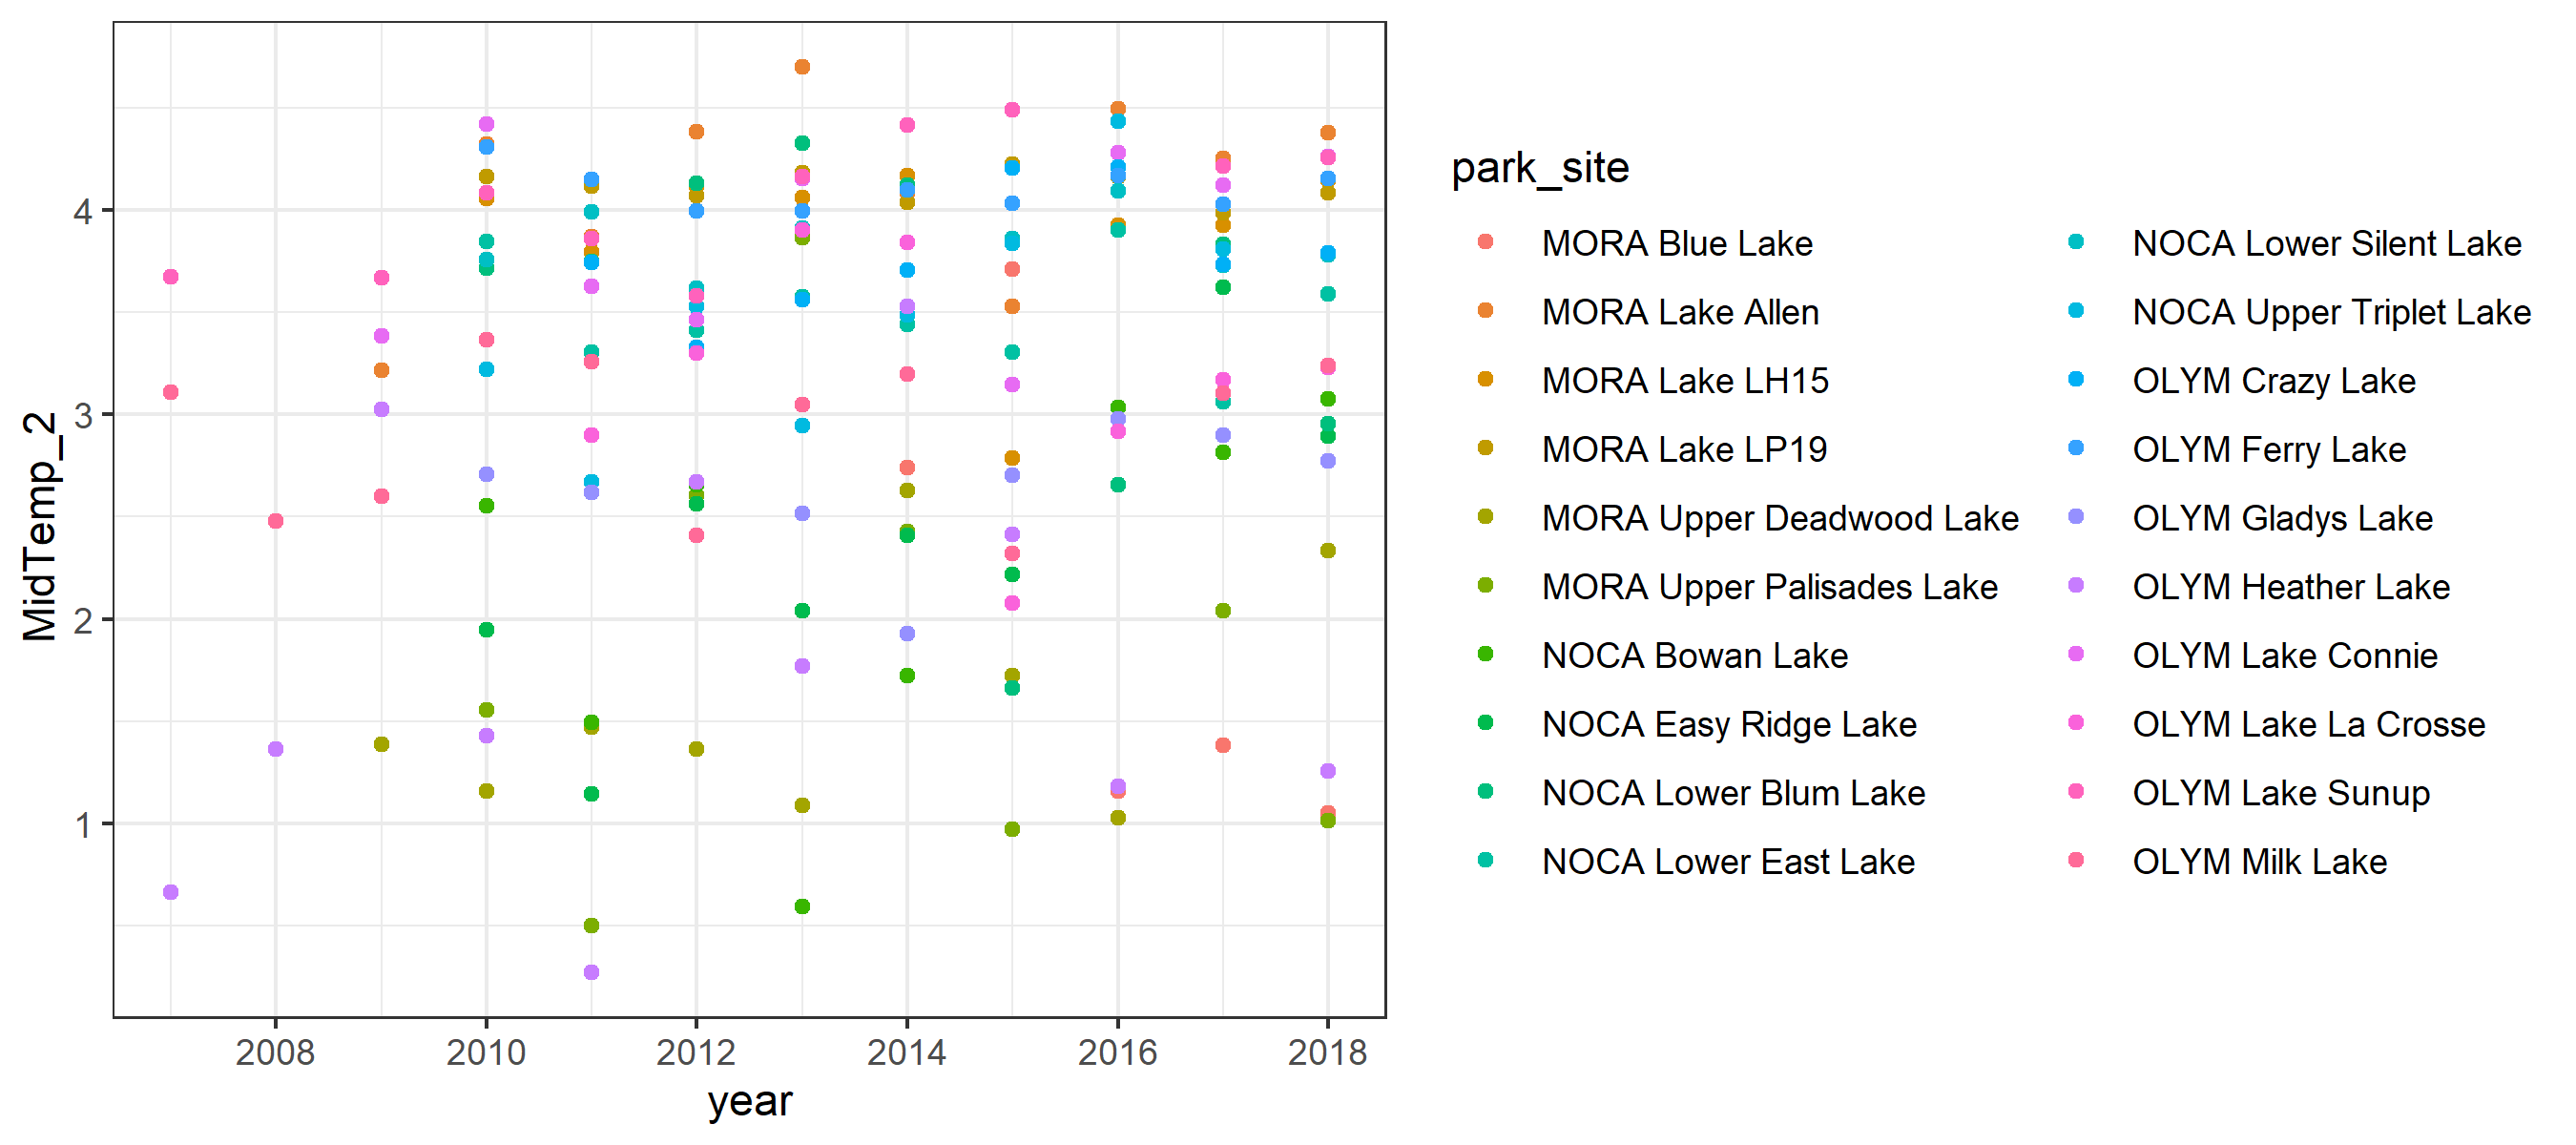 MidTemp_2
4
3
2
1
2008
2010
2012
2014
2016
2018
year
park_site
MORA Blue Lake
MORA Lake Allen
MORA Lake LH15
MORA Lake LP19
MORA Upper Deadwood Lake
MORA Upper Palisades Lake
NOCA Bowan Lake
NOCA Easy Ridge Lake
NOCA Lower Blum Lake
NOCA Lower East Lake
NOCA Lower Silent Lake
NOCA Upper Triplet Lake
OLYM Crazy Lake
OLYM Ferry Lake
OLYM Gladys Lake
OLYM Heather Lake
OLYM Lake Connie
OLYM Lake La Crosse
OLYM Lake Sunup
OLYM Milk Lake